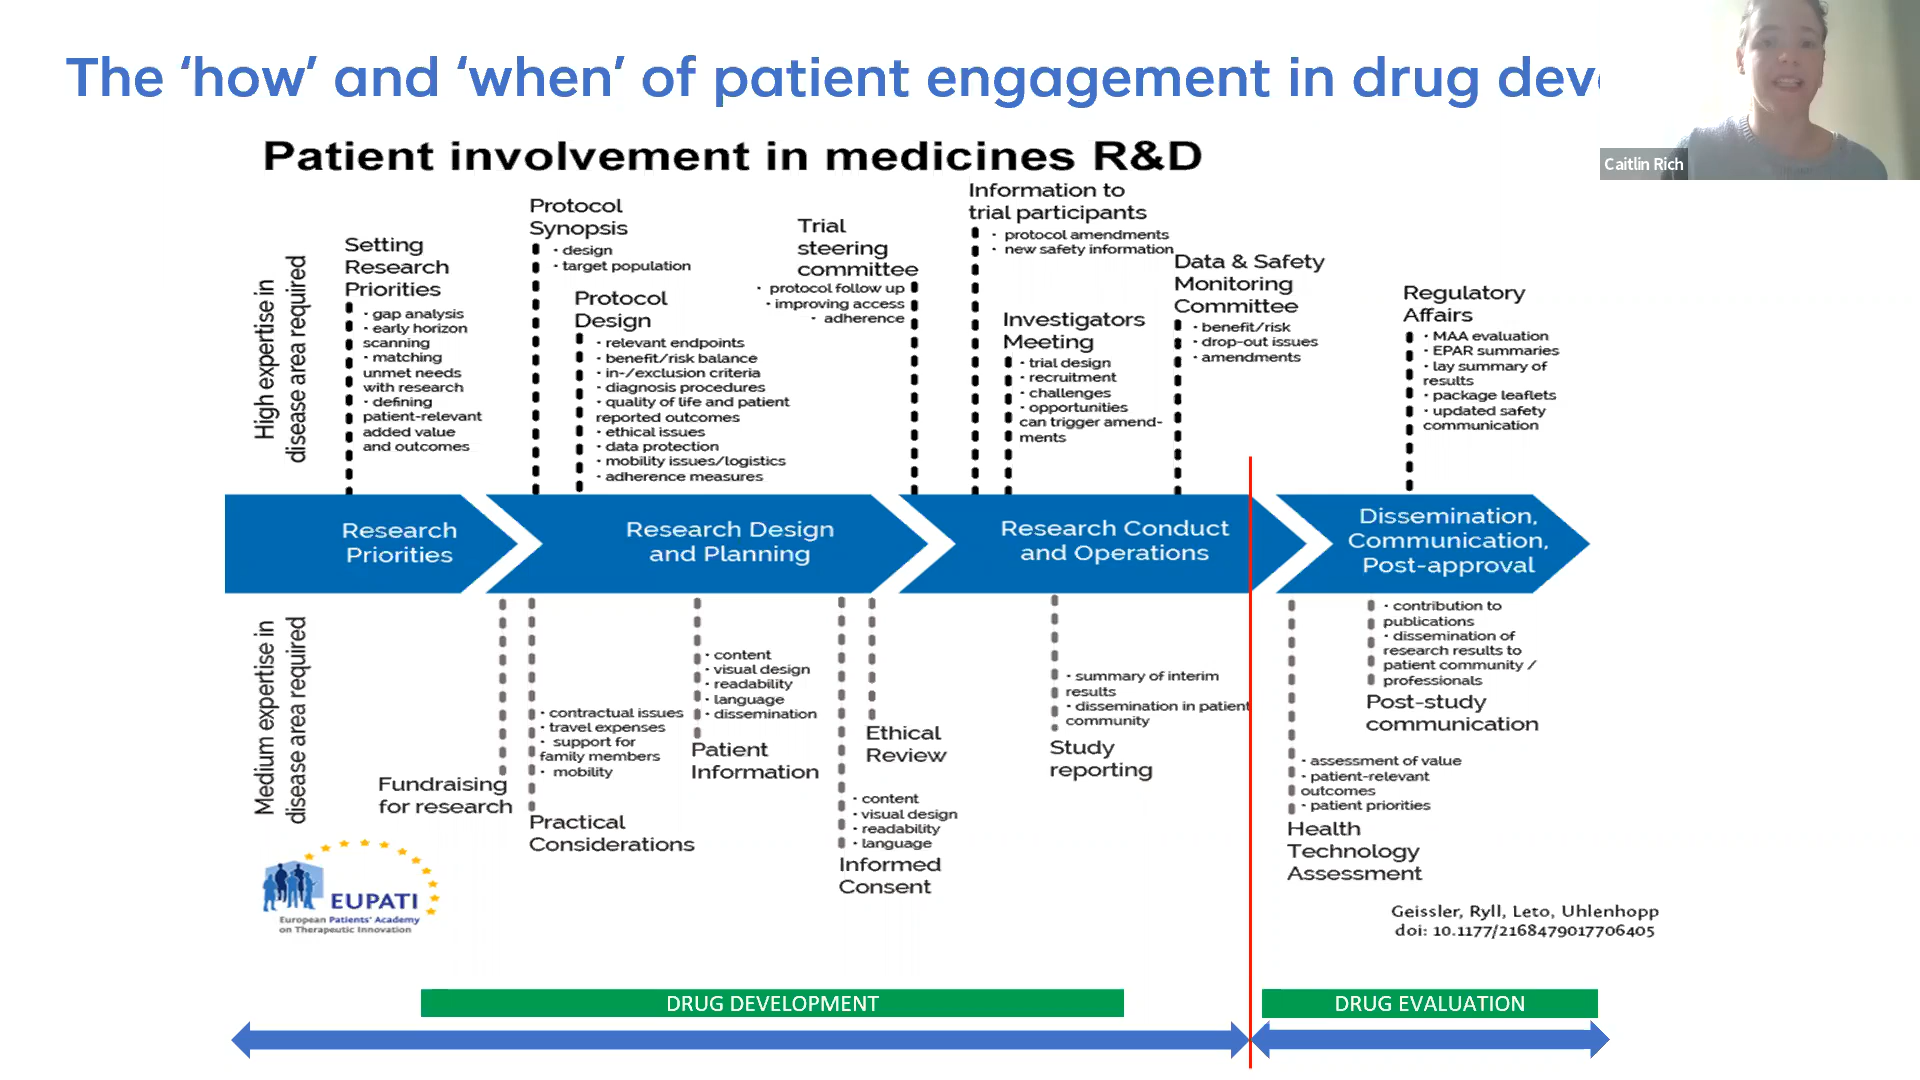 The ‘how’ and ‘when’ of patient engagement in drug dev
Caitlin Rich
Patient involvement in medicines R&D
High expertise in
disease area required
Setting
Research
Priorities
· gap analysis
· early horizon
scanning
· matching
unmet needs
with research
· defining
patient-relevant
added value
and outcomes
Protocol
Synopsis
· design
· target population
Protocol
Design
· relevant endpoints
· benefit/risk balance
· in-/exclusion criteria
· diagnosis procedures
· quality of life and patient
reported outcomes
· ethical issues
· data protection
· mobility issues/logistics
· adherence measures
Trial
steering
committee
· protocol follow up
· improving access
· adherence
Information to
trial participants
· protocol amendments
· new safety information
Investigators
Meeting
· trial design
· recruitment
· challenges
· opportunities
can trigger amend-
ments
Data & Safety
Monitoring
Committee
· benefit/risk
· drop-out issues
· amendments
Regulatory
Affairs
· MAA evaluation
· EPAR summaries
· lay summary of
results
· package leaflets
· updated safety
communication
Research
Priorities
Research Design
and Planning
Research Conduct
and Operations
Dissemination,
Communication,
Post-approval
Medium expertise in
disease area required
Fundraising
for research
· contractual issues
· travel expenses
· support for
family members
· mobility
Practical
Considerations
· content
· visual design
· readability
· language
· dissemination
Patient
Information
Ethical
Review
· content
· visual design
· readability
· language
Informed
Consent
· summary of interim
results
· dissemination in patient
community
Study
reporting
· contribution to
publications
· dissemination of
research results to
patient community /
professionals
Post-study
communication
· assessment of value
· patient-relevant
outcomes
· patient priorities
Health
Technology
Assessment
EUPATI
European Patients' Academy
on Therapeutic Innovation
Geissler, Ryll, Leto, Uhlenhopp
doi: 10.1177/2168479017706405
DRUG DEVELOPMENT
DRUG EVALUATION